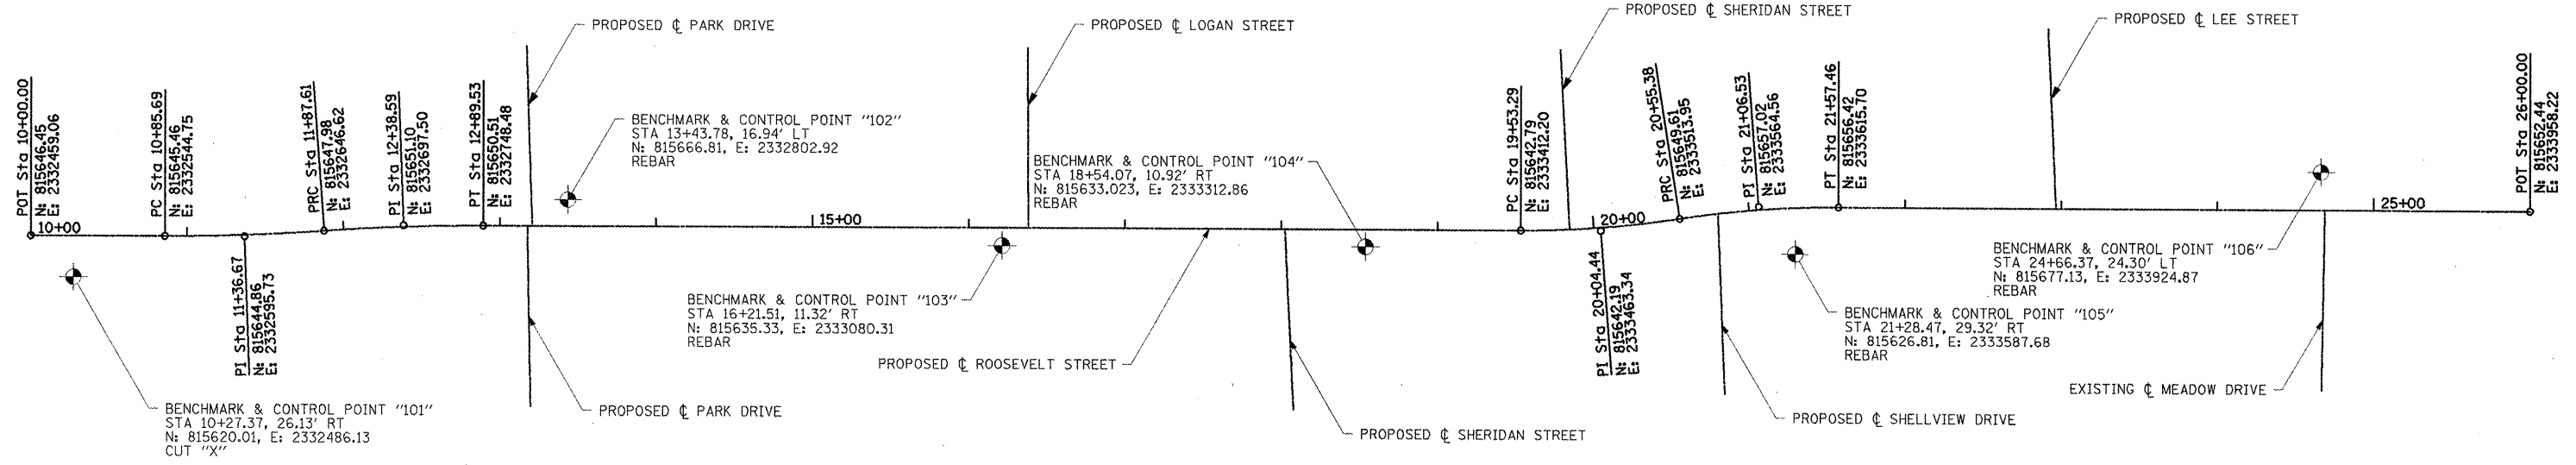 PROPOSED ℄ PARK DRIVE
PROPOSED ℄ LOGAN STREET
PROPOSED ℄ SHERIDAN STREET
PROPOSED ℄ LEE STREET
POT Sta 10+00.00
N: 815646.45
E: 2332459.06
PC Sta 10+85.69
N: 815645.46
E: 2332544.75
PRC Sta 11+87.61
N: 815647.98
E: 2332646.62
PI Sta 12+38.59
N: 815651.10
E: 2332697.50
PT Sta 12+89.53
N: 815650.51
E: 2332748.48
BENCHMARK & CONTROL POINT "102"
STA 13+43.78, 16.94' LT
N: 815666.81, E: 2332802.92
REBAR
BENCHMARK & CONTROL POINT "104"
STA 18+54.07, 10.92' RT
N: 815633.023, E: 2333312.86
REBAR
PC Sta 19+53.29
N: 815642.79
E: 2333412.20
PRC Sta 20+55.38
N: 815649.61
E: 2333513.95
PI Sta 21+06.53
N: 815657.02
E: 2333564.56
PT Sta 21+57.46
N: 815656.42
E: 2333615.70
POT Sta 26+00.00
N: 815652.44
E: 2333958.22
10+00
15+00
20+00
25+00
PI Sta 11+36.67
N: 815644.86
E: 2332595.73
BENCHMARK & CONTROL POINT "103"
STA 16+21.51, 11.32' RT
N: 815635.33, E: 2333080.31
REBAR
PROPOSED ℄ ROOSEVELT STREET
PI Sta 20+04.44
N: 815642.19
E: 2333463.34
BENCHMARK & CONTROL POINT "106"
STA 24+66.37, 24.30' LT
N: 815677.13, E: 2333924.87
REBAR
BENCHMARK & CONTROL POINT "105"
STA 21+28.47, 29.32' RT
N: 815626.81, E: 2333587.68
REBAR
EXISTING ℄ MEADOW DRIVE
BENCHMARK & CONTROL POINT "101"
STA 10+27.37, 26.13' RT
N: 815620.01, E: 2332486.13
CUT "X"
PROPOSED ℄ PARK DRIVE
PROPOSED ℄ SHERIDAN STREET
PROPOSED ℄ SHELLVIEW DRIVE